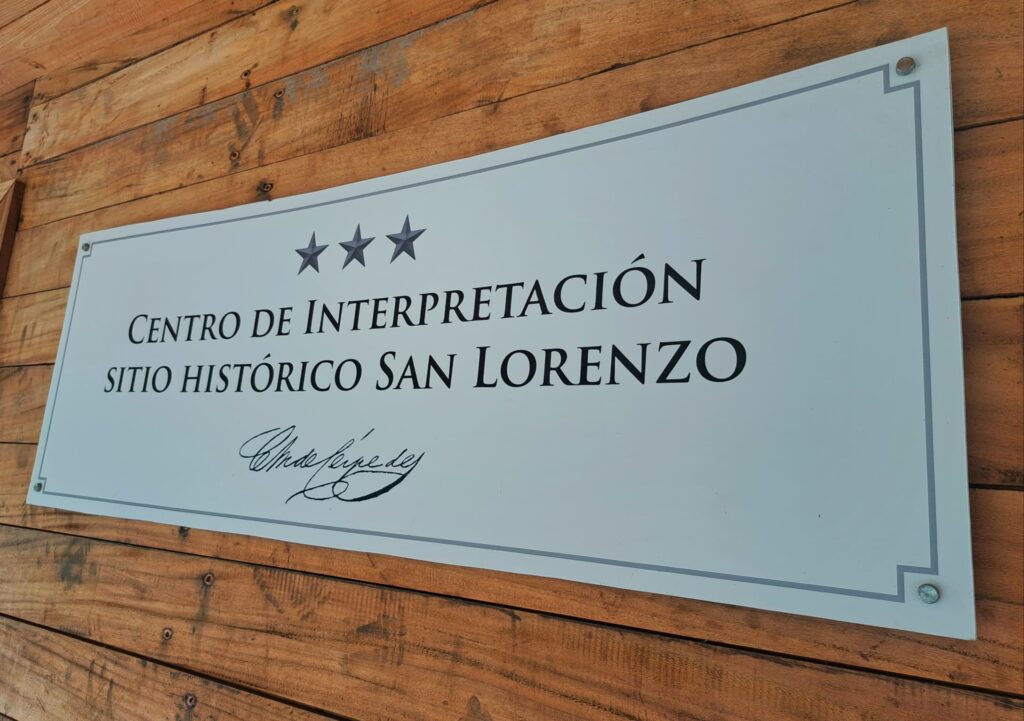 CENTRO DE INTERPRETACIÓN
SITIO HISTÓRICO SAN LORENZO